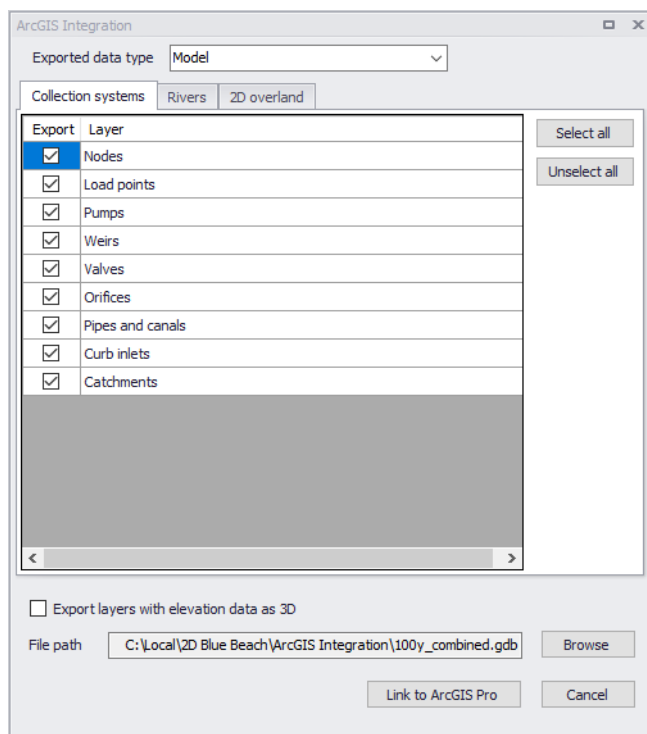 ArcGIS Integration
Exported data type Model
Collection systems Rivers 2D overland
Export Layer
Select all
Nodes
Unselect all
Load points
Pumps
Weirs
Valves
Orifices
Pipes and canals
Curb inlets
Catchments
Export layers with elevation data as 3D
File path C:\Local\2D Blue Beach\ArcGIS Integration\100y_combined.gdb Browse
Link to ArcGIS Pro Cancel